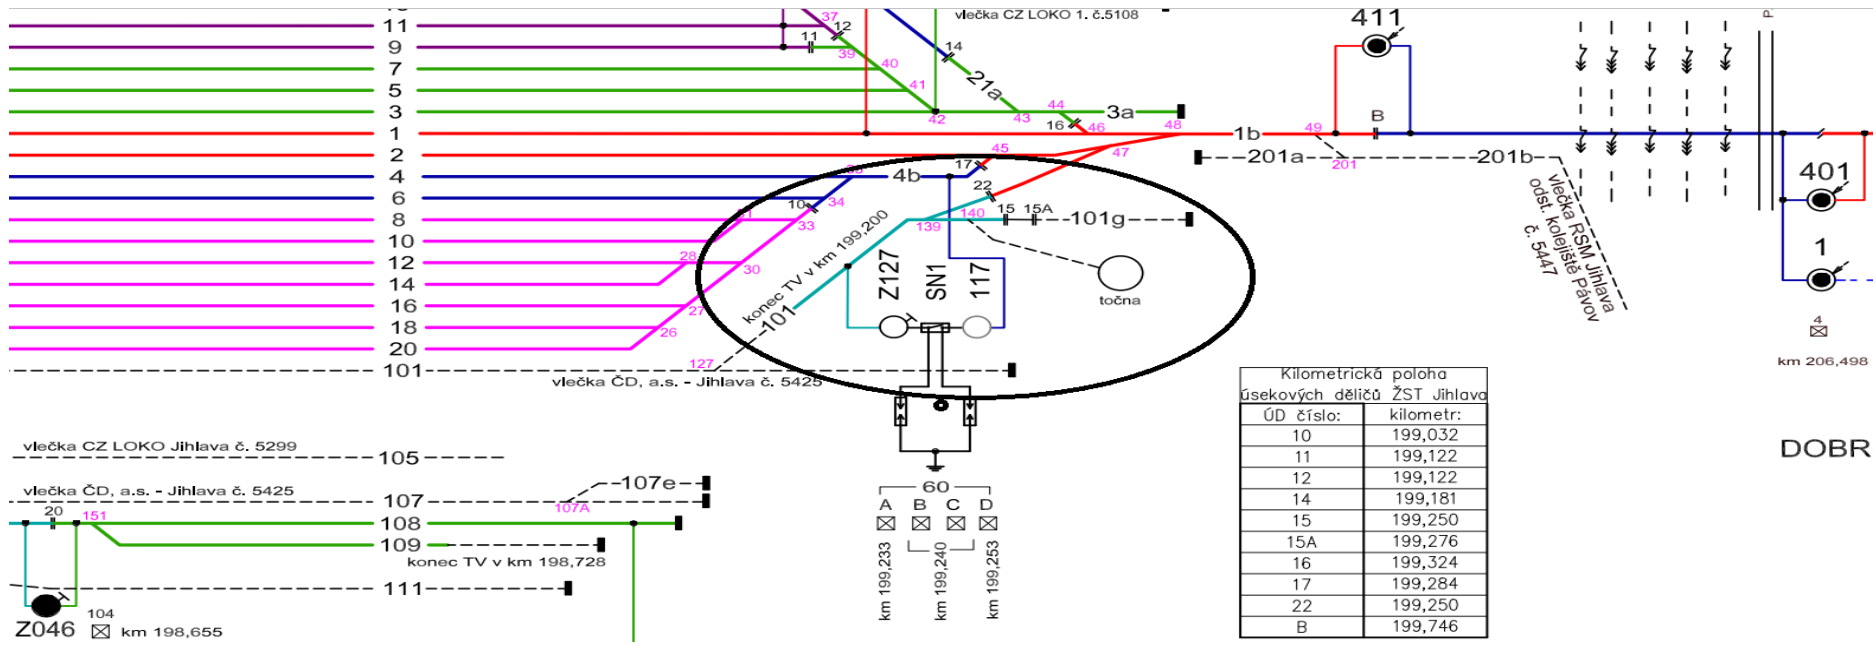 vlečka CZ LOKO 1. č.5108
37
11
12
9
11
39
7
40
14
5
41
21a
3
42
43
44
3a
1
16
46
48
1b
49
B
411
2
45
47
201a
201
201b
4
4b
17
6
10
34
22
401
8
33
139
140
15
15A
101g
10
konec TV v km 199,200
vlečka RSM Jihlava
odst. kolejiště Pávov
č. 5447
1
12
28
30
Z127
SN1
117
točna
14
16
27
101
18
26
4
20
km 206,498
101
127
vlečka ČD, a.s. - Jihlava č. 5425
Kilometrická poloha
úsekových děličů ŽST Jihlava
ÚD číslo: kilometr:
10 199,032
11 199,122
12 199,122
14 199,181
15 199,250
15A 199,276
16 199,324
17 199,284
22 199,250
B 199,746
DOBR
vlečka CZ LOKO Jihlava č. 5299
105
vlečka ČD, a.s. - Jihlava č. 5425
107
107e
107A
20
151
108
109
konec TV v km 198,728
111
Z046
104
km 198,655
60
A B C D
km 199,233
km 199,240
km 199,253